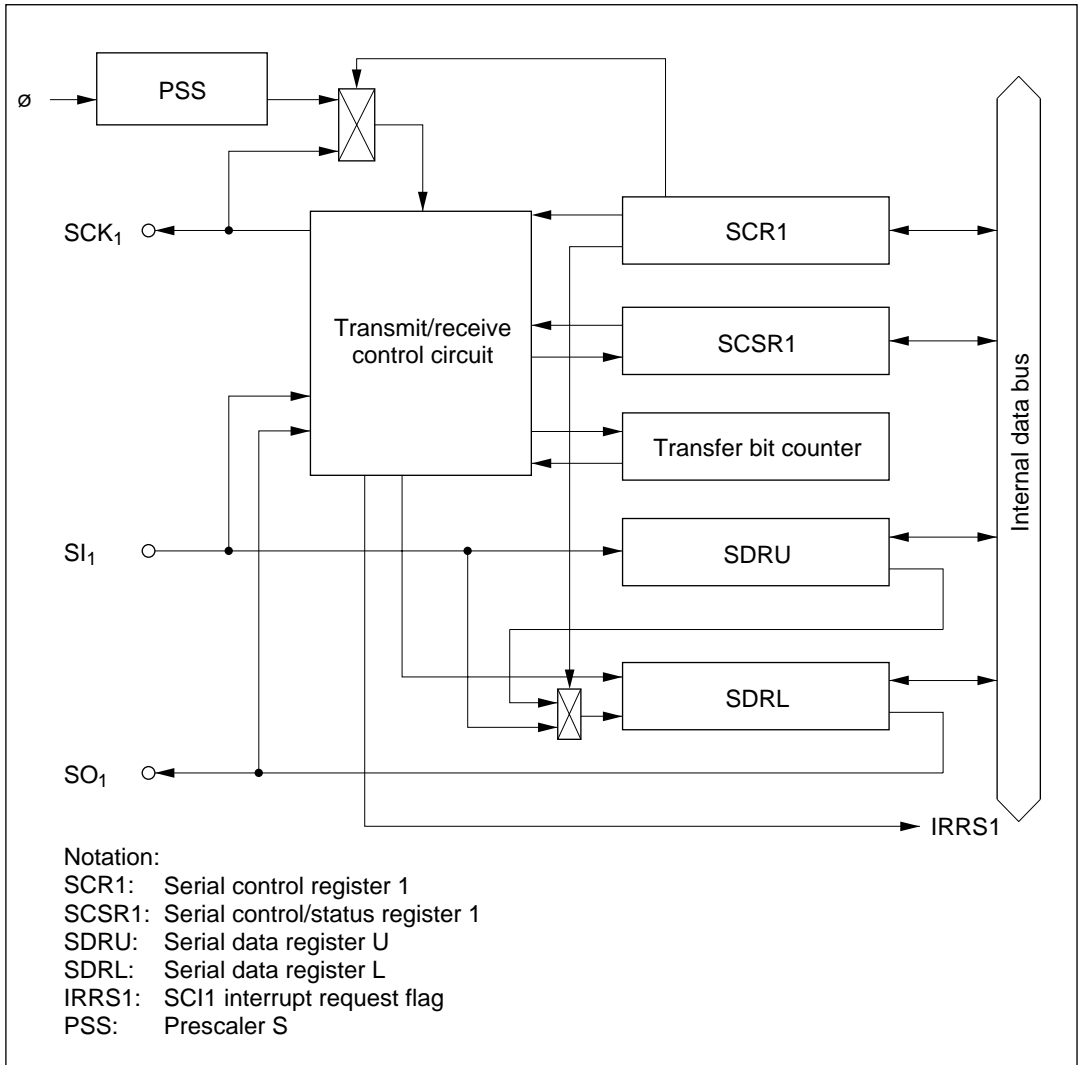 PSS
ø
SCK1
SCR1
Transmit/receive
control circuit
SCSR1
Transfer bit counter
Internal data bus
SI1
SDRU
SDRL
SO1
IRRS1
Notation:
SCR1: Serial control register 1
SCSR1: Serial control/status register 1
SDRU: Serial data register U
SDRL: Serial data register L
IRRS1: SCI1 interrupt request flag
PSS: Prescaler S